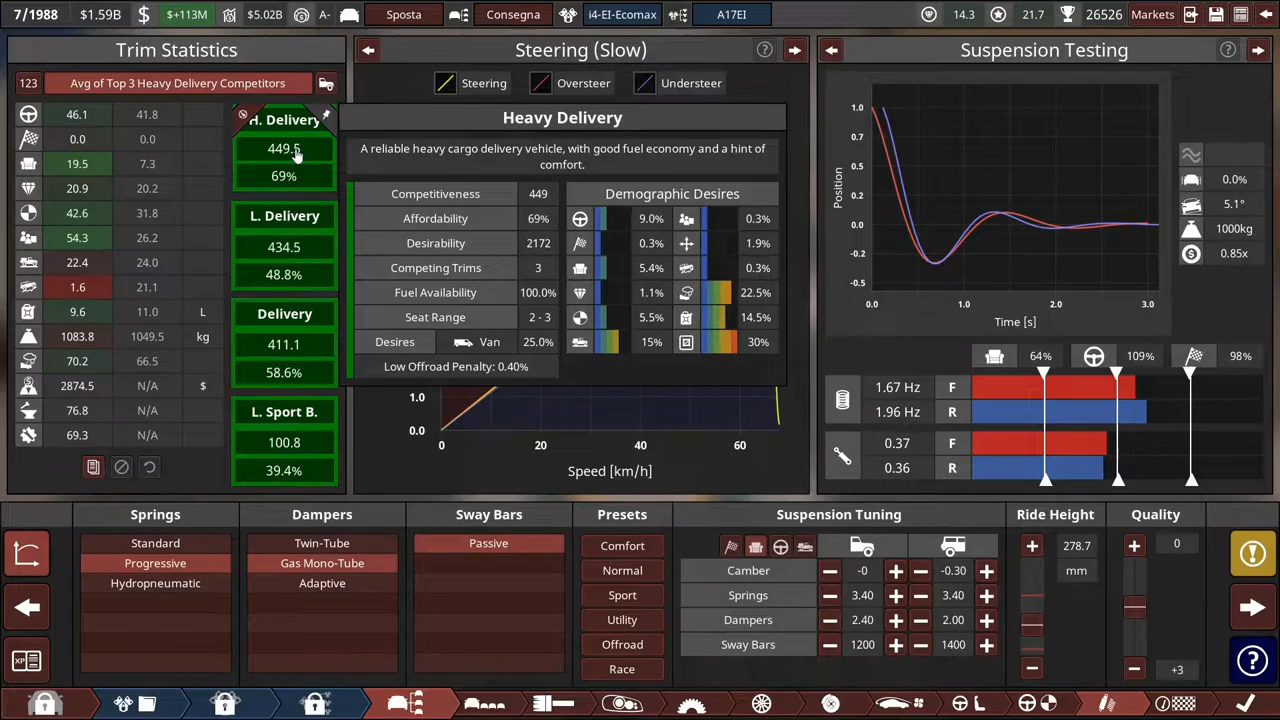 7/1988 $1.59B $+113M $5.02B A- Sposta Consegna i4-EI-Ecomax A17EI 14.3 21.7 26526 Markets
Trim Statistics
123 Avg of Top 3 Heavy Delivery Competitors
46.1 41.8
0.0 0.0
19.5 7.3
20.9 20.2
42.6 31.8
54.3 26.2
22.4 24.0
1.6 21.1
9.6 11.0 L
1083.8 1049.5 kg
70.2 66.5
2874.5 N/A $
76.8 N/A
69.3 N/A
H. Delivery
449.5
69%
L. Delivery
434.5
48.8%
Delivery
411.1
58.6%
L. Sport B.
100.8
39.4%
Steering (Slow)
Steering Oversteer Understeer
Heavy Delivery
A reliable heavy cargo delivery vehicle, with good fuel economy and a hint of
comfort.
Competitiveness 449
Affordability 69%
Desirability 2172
Competing Trims 3
Fuel Availability 100.0%
Seat Range 2 - 3
Desires Van 25.0%
Low Offroad Penalty: 0.40%
Demographic Desires
9.0% 0.3%
0.3% 1.9%
5.4% 0.3%
1.1% 22.5%
5.5% 14.5%
15% 30%
1.0
0.0
0 20 40 60
Speed [km/h]
Suspension Testing
Position
1.0
0.7
0.5
0.2
0.0
-0.2
-0.5
0.0 1.0 2.0 3.0
Time [s]
0.0%
5.1°
1000kg
0.85x
64% 109% 98%
1.67 Hz F
1.96 Hz R
0.37 F
0.36 R
Springs
Standard
Progressive
Hydropneumatic
Dampers
Twin-Tube
Gas Mono-Tube
Adaptive
Sway Bars
Passive
Presets
Comfort
Normal
Sport
Utility
Offroad
Race
Suspension Tuning
Camber - -0 + - -0.30 +
Springs - 3.40 + - 3.40 +
Dampers - 2.40 + - 2.00 +
Sway Bars - 1200 + - 1400 +
Ride Height
+ 278.7
mm
-
Quality
+ 0
- +3
XP